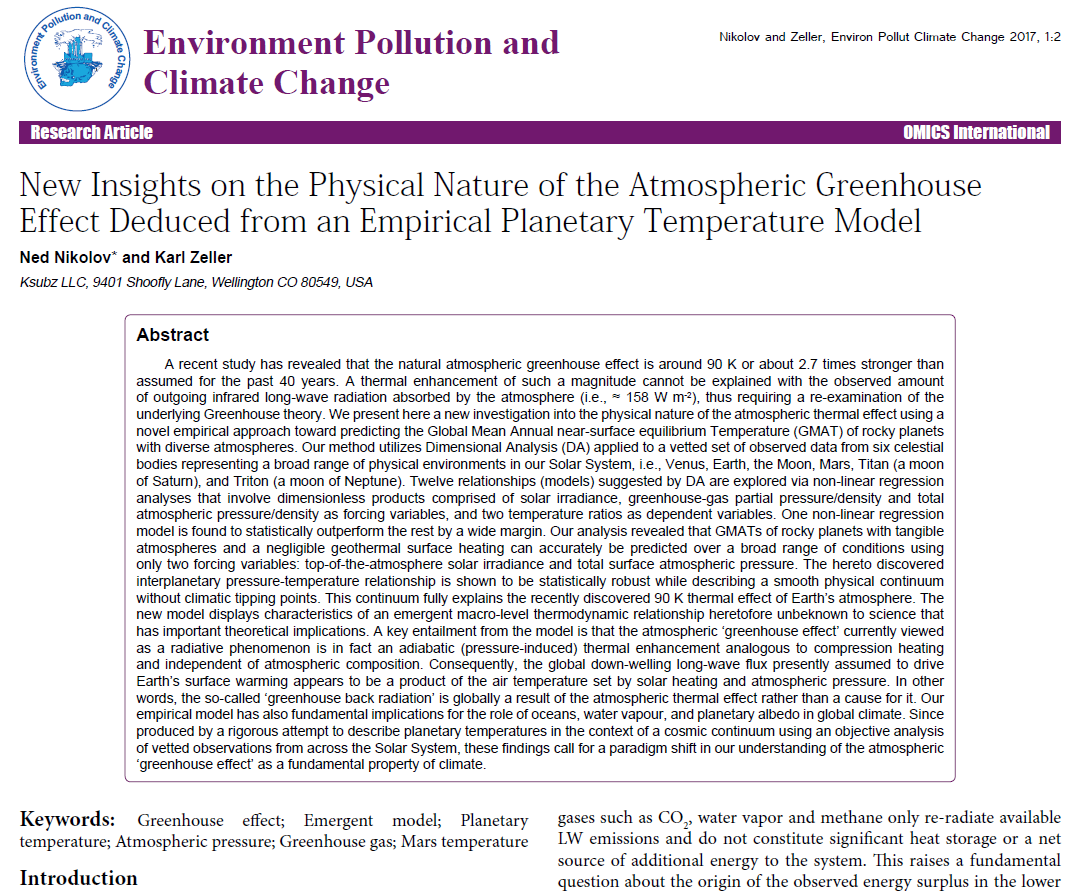 Environment Pollution and Climate Change
Environment Pollution and
Climate Change
Nikolov and Zeller, Environ Pollut Climate Change 2017, 1:2
Research Article
OMICS International
New Insights on the Physical Nature of the Atmospheric Greenhouse
Effect Deduced from an Empirical Planetary Temperature Model
Ned Nikolov* and Karl Zeller
Ksubz LLC, 9401 Shoofly Lane, Wellington CO 80549, USA
Abstract
A recent study has revealed that the natural atmospheric greenhouse effect is around 90 K or about 2.7 times stronger than
assumed for the past 40 years. A thermal enhancement of such a magnitude cannot be explained with the observed amount
of outgoing infrared long-wave radiation absorbed by the atmosphere (i.e., ≈ 158 W m-²), thus requiring a re-examination of the
underlying Greenhouse theory. We present here a new investigation into the physical nature of the atmospheric thermal effect using a
novel empirical approach toward predicting the Global Mean Annual near-surface equilibrium Temperature (GMAT) of rocky planets
with diverse atmospheres. Our method utilizes Dimensional Analysis (DA) applied to a vetted set of observed data from six celestial
bodies representing a broad range of physical environments in our Solar System, i.e., Venus, Earth, the Moon, Mars, Titan (a moon
of Saturn), and Triton (a moon of Neptune). Twelve relationships (models) suggested by DA are explored via non-linear regression
analyses that involve dimensionless products comprised of solar irradiance, greenhouse-gas partial pressure/density and total
atmospheric pressure/density as forcing variables, and two temperature ratios as dependent variables. One non-linear regression
model is found to statistically outperform the rest by a wide margin. Our analysis revealed that GMATs of rocky planets with tangible
atmospheres and a negligible geothermal surface heating can accurately be predicted over a broad range of conditions using
only two forcing variables: top-of-the-atmosphere solar irradiance and total surface atmospheric pressure. The hereto discovered
interplanetary pressure-temperature relationship is shown to be statistically robust while describing a smooth physical continuum
without climatic tipping points. This continuum fully explains the recently discovered 90 K thermal effect of Earth's atmosphere. The
new model displays characteristics of an emergent macro-level thermodynamic relationship heretofore unbeknown to science that
has important theoretical implications. A key entailment from the model is that the atmospheric 'greenhouse effect' currently viewed
as a radiative phenomenon is in fact an adiabatic (pressure-induced) thermal enhancement analogous to compression heating
and independent of atmospheric composition. Consequently, the global down-welling long-wave flux presently assumed to drive
Earth's surface warming appears to be a product of the air temperature set by solar heating and atmospheric pressure. In other
words, the so-called 'greenhouse back radiation' is globally a result of the atmospheric thermal effect rather than a cause for it. Our
empirical model has also fundamental implications for the role of oceans, water vapour, and planetary albedo in global climate. Since
produced by a rigorous attempt to describe planetary temperatures in the context of a cosmic continuum using an objective analysis
of vetted observations from across the Solar System, these findings call for a paradigm shift in our understanding of the atmospheric
'greenhouse effect' as a fundamental property of climate.
Keywords: Greenhouse effect; Emergent model; Planetary
temperature; Atmospheric pressure; Greenhouse gas; Mars temperature
Introduction
gases such as CO₂, water vapor and methane only re-radiate available
LW emissions and do not constitute significant heat storage or a net
source of additional energy to the system. This raises a fundamental
question about the origin of the observed energy surplus in the lower